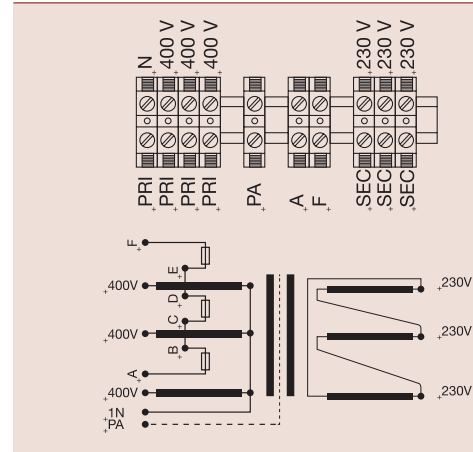 N 400 V 400 V 400 V 230 V 230 V 230 V
PRI PRI PRI PRI PA A F SEC SEC SEC
F
E
400V
D
230V
C
400V
230V
B
A
400V
230V
1N
PA